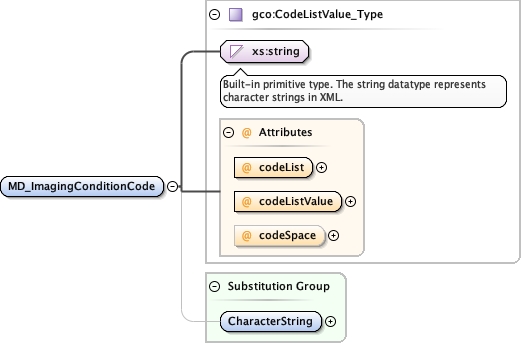 gco:CodeListValue_Type
xs:string
Built-in primitive type. The string datatype represents
character strings in XML.
@ Attributes
@ codeList
MD_ImagingConditionCode
@ codeListValue
@ codeSpace
Substitution Group
CharacterString